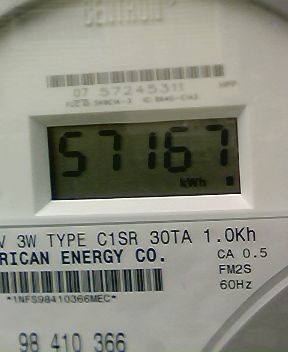 CENTRON
07 57245311
57167
kWh
V 3W TYPE C1SR 30TA 1.0Kh
RICAN ENERGY CO.
CA 0.5
FM2S
60Hz
*1NFS98410366MEC*
98 410 366